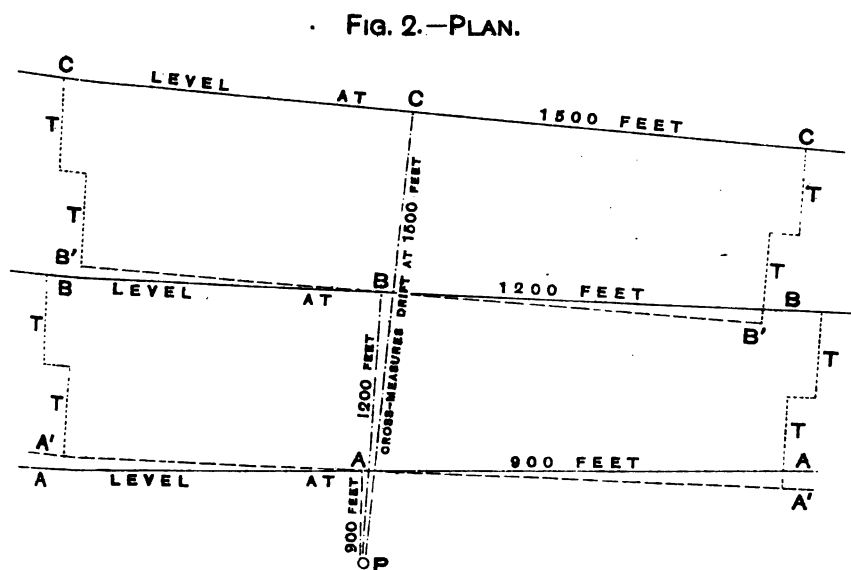 FIG. 2.—PLAN.
C LEVEL AT C 1500 FEET C
T T
T T
CROSS-MEASURES DRIFT AT 1500 FEET
B' B LEVEL AT B 1200 FEET B B'
T T
1200 FEET
T T
A' A LEVEL AT A 900 FEET A A'
900 FEET
P